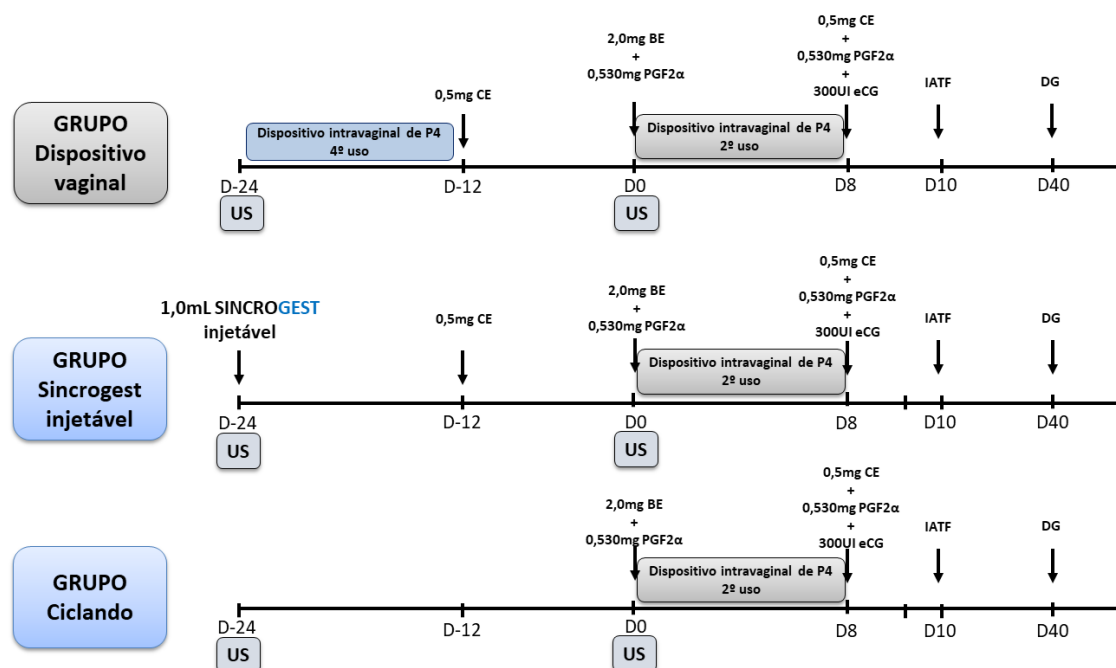 GRUPO
Dispositivo
vaginal
0,5mg CE
2,0mg BE
+
0,530mg PGF2α
0,5mg CE
+
0,530mg PGF2α
+
300UI eCG
IATF
DG
Dispositivo intravaginal de P4
4º uso
Dispositivo intravaginal de P4
2º uso
D-24
D-12
D0
D8
D10
D40
US
US
GRUPO
Sincrogest
injetável
1,0mL SINCROGEST
injetável
0,5mg CE
2,0mg BE
+
0,530mg PGF2α
0,5mg CE
+
0,530mg PGF2α
+
300UI eCG
IATF
DG
Dispositivo intravaginal de P4
2º uso
D-24
D-12
D0
D8
D10
D40
US
US
GRUPO
Ciclando
2,0mg BE
+
0,530mg PGF2α
0,5mg CE
+
0,530mg PGF2α
+
300UI eCG
IATF
DG
Dispositivo intravaginal de P4
2º uso
D-24
D-12
D0
D8
D10
D40
US
US